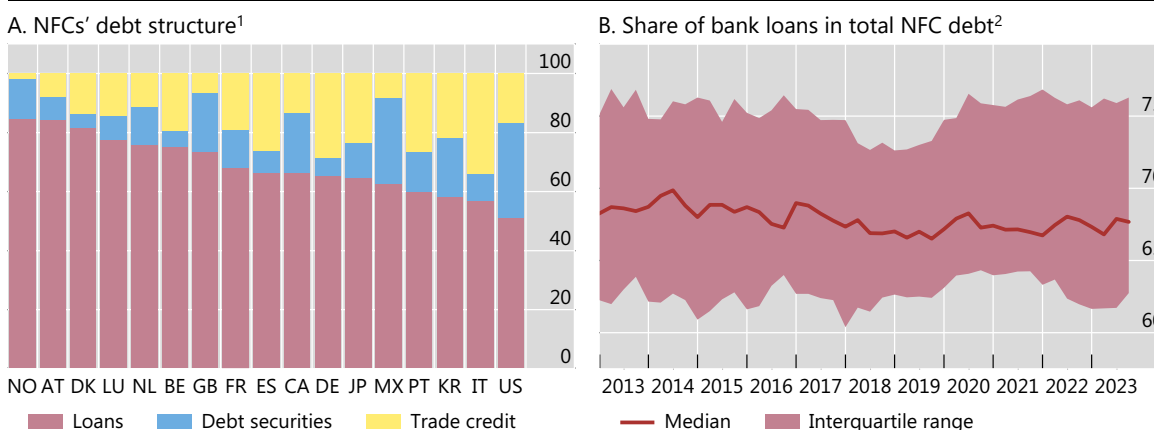 A. NFCs’ debt structure1
100
80
60
40
20
0
NO AT DK LU NL BE GB FR ES CA DE JP MX PT KR IT US
Loans Debt securities Trade credit
B. Share of bank loans in total NFC debt2
70
2013 2014 2015 2016 2017 2018 2019 2020 2021 2022 2023
Median Interquartile range